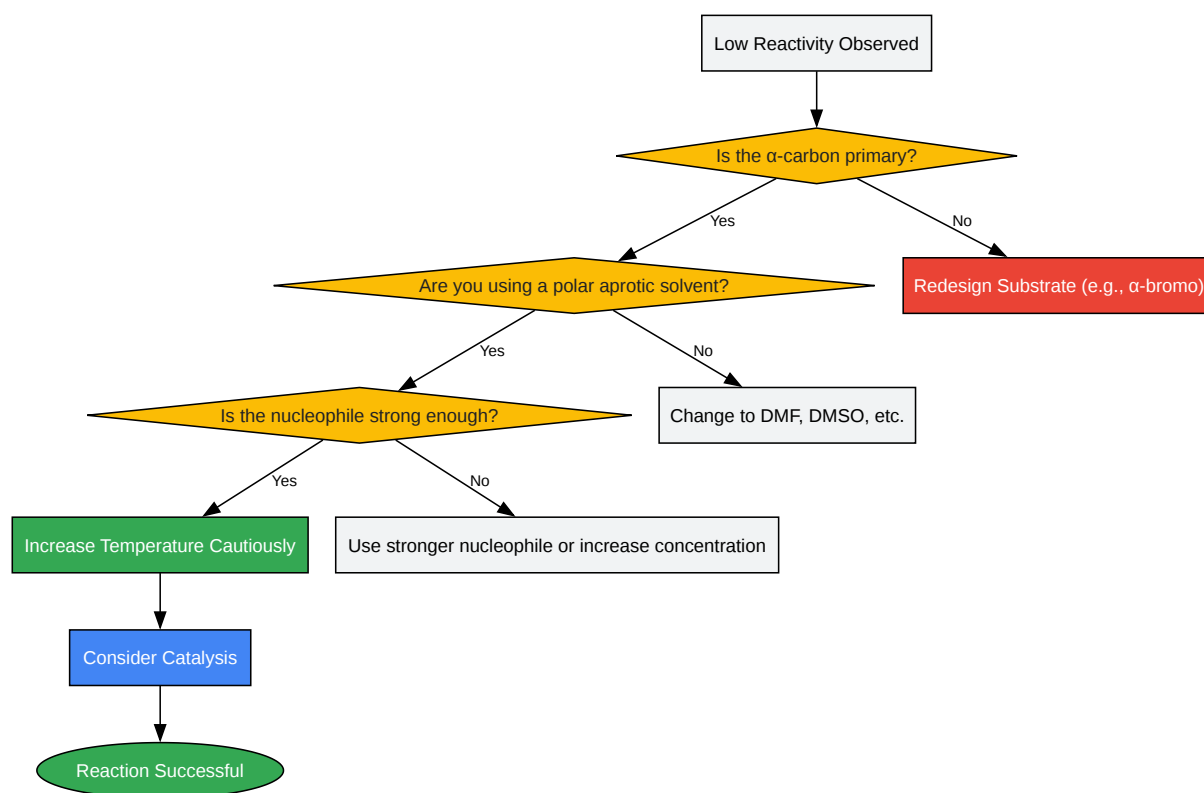 Low Reactivity Observed
Is the α-carbon primary?
Yes
No
Are you using a polar aprotic solvent?
Redesign Substrate (e.g., α-bromo)
Yes
No
Is the nucleophile strong enough?
Change to DMF, DMSO, etc.
Yes
No
Increase Temperature Cautiously
Use stronger nucleophile or increase concentration
Consider Catalysis
Reaction Successful